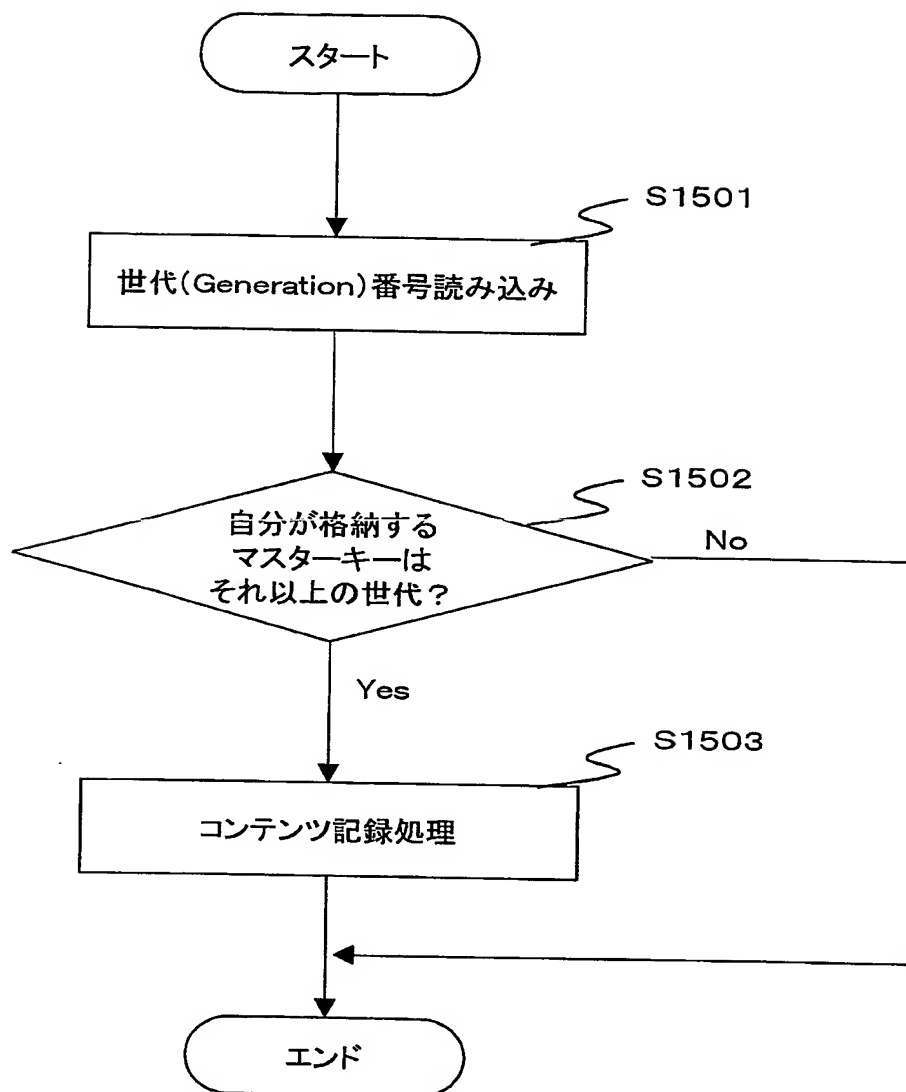 スタート
S1501
世代(Generation)番号読み込み
S1502
自分が格納する
マスターキーは
それ以上の世代?
No
Yes
S1503
コンテンツ記録処理
エンド